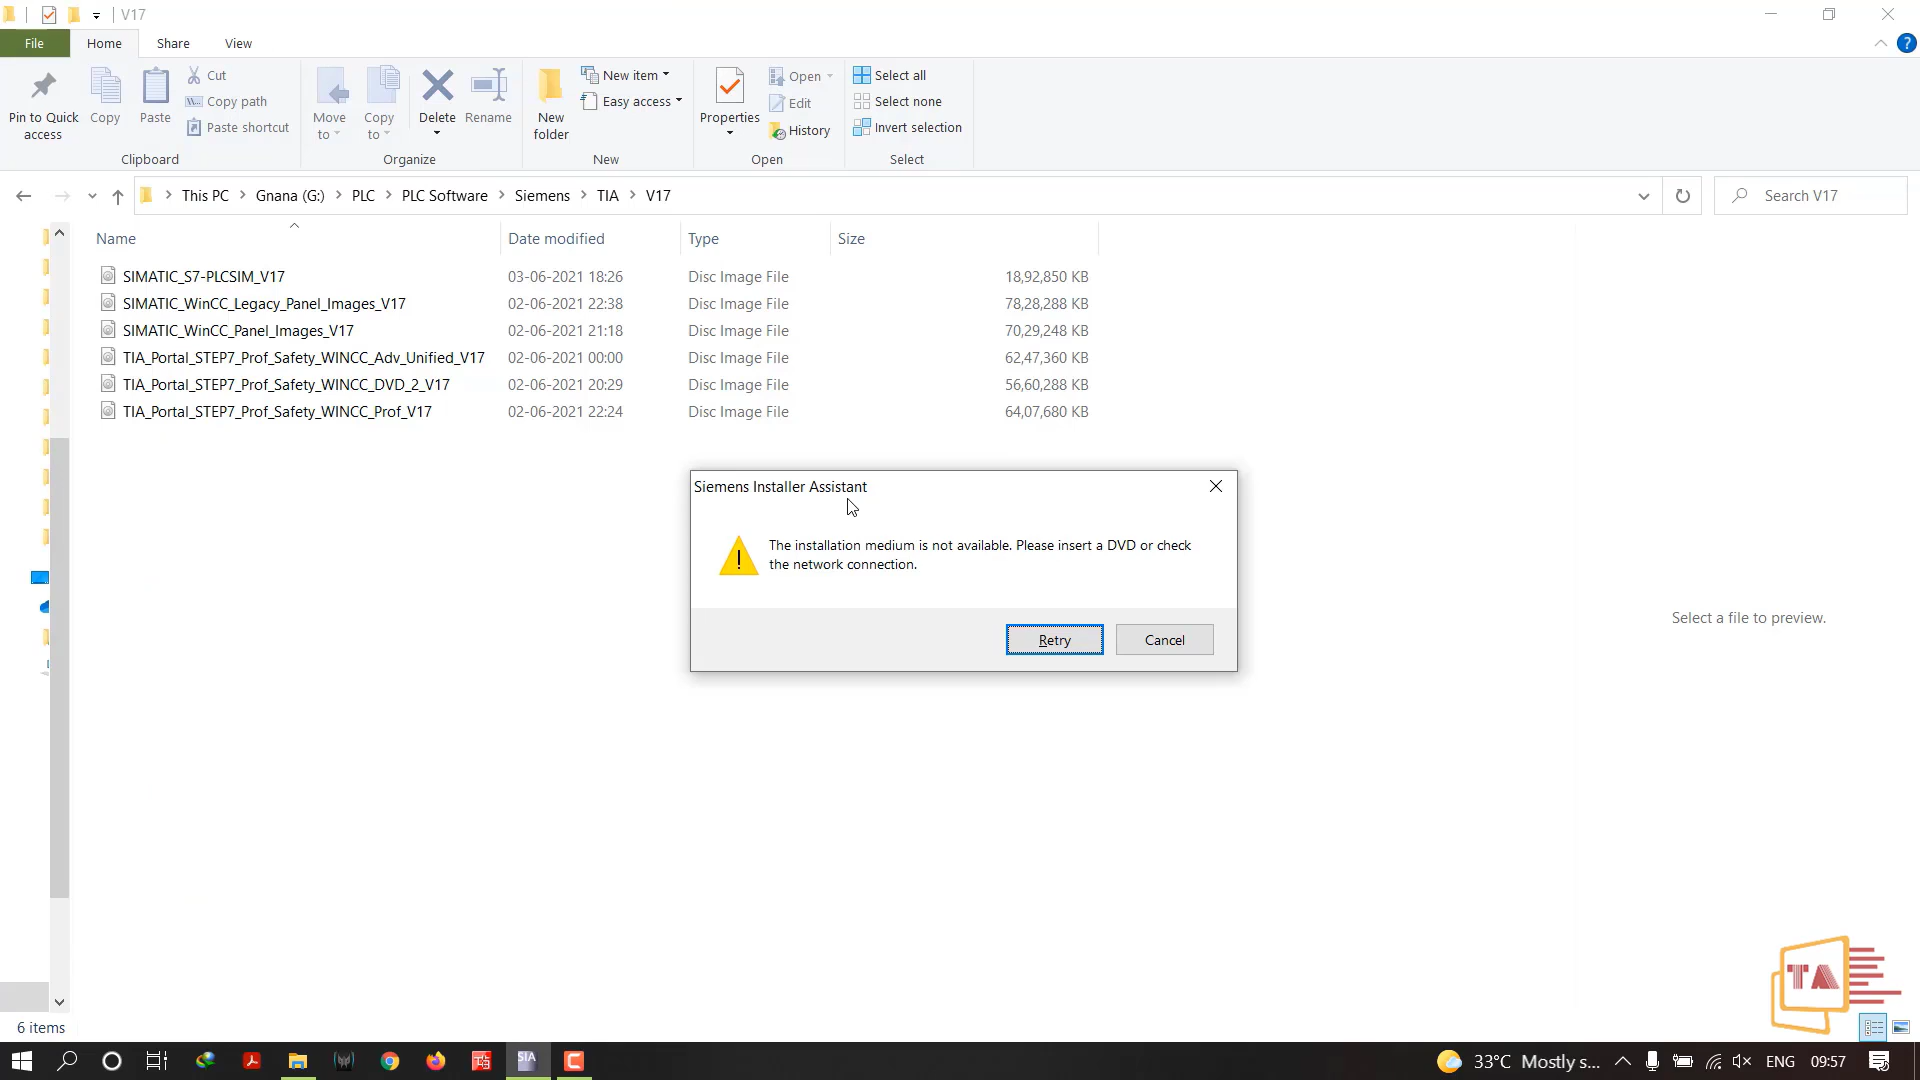 V17
File Home Share View
Pin to Quick access
Copy
Paste
Cut
Copy path
Paste shortcut
Clipboard
Move to
Copy to
Delete
Rename
Organize
New folder
New item
Easy access
New
Properties
Open
Edit
History
Open
Select all
Select none
Invert selection
Select
This PC > Gnana (G:) > PLC > PLC Software > Siemens > TIA > V17
Search V17
Name Date modified Type Size
SIMATIC_S7-PLCSIM_V17 03-06-2021 18:26 Disc Image File 18,92,850 KB
SIMATIC_WinCC_Legacy_Panel_Images_V17 02-06-2021 22:38 Disc Image File 78,28,288 KB
SIMATIC_WinCC_Panel_Images_V17 02-06-2021 21:18 Disc Image File 70,29,248 KB
TIA_Portal_STEP7_Prof_Safety_WINCC_Adv_Unified_V17 02-06-2021 00:00 Disc Image File 62,47,360 KB
TIA_Portal_STEP7_Prof_Safety_WINCC_DVD_2_V17 02-06-2021 20:29 Disc Image File 56,60,288 KB
TIA_Portal_STEP7_Prof_Safety_WINCC_Prof_V17 02-06-2021 22:24 Disc Image File 64,07,680 KB
Siemens Installer Assistant
The installation medium is not available. Please insert a DVD or check
the network connection.
Retry Cancel
Select a file to preview.
TA
6 items
SIA
33°C Mostly s... ENG 09:57